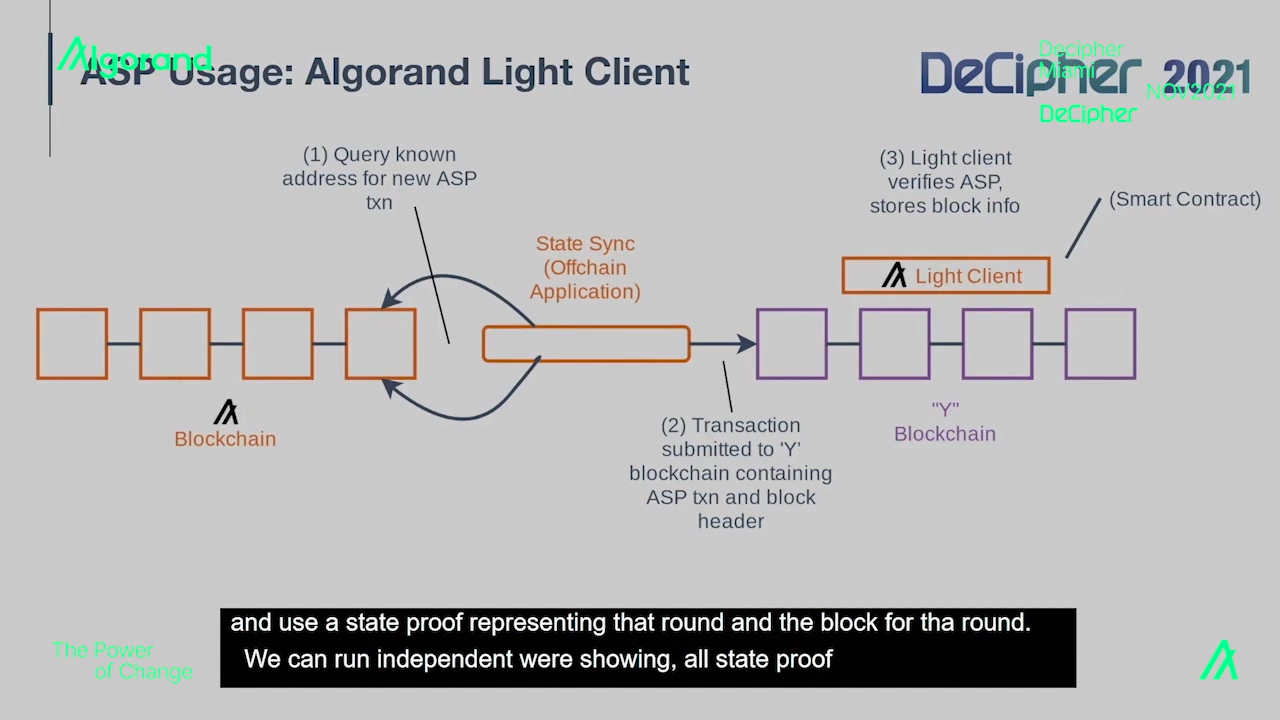 Algorand
ASP Usage: Algorand Light Client
DeCipher 2021
Decipher
Miami
NOV2021
DeCipher
(1) Query known
address for new ASP
txn
(3) Light client
verifies ASP,
stores block info
(Smart Contract)
State Sync
(Offchain
Application)
Light Client
Blockchain
"Y"
Blockchain
(2) Transaction
submitted to 'Y'
blockchain containing
ASP txn and block
header
and use a state proof representing that round and the block for tha round.
We can run independent were showing, all state proof
The Power
of Change